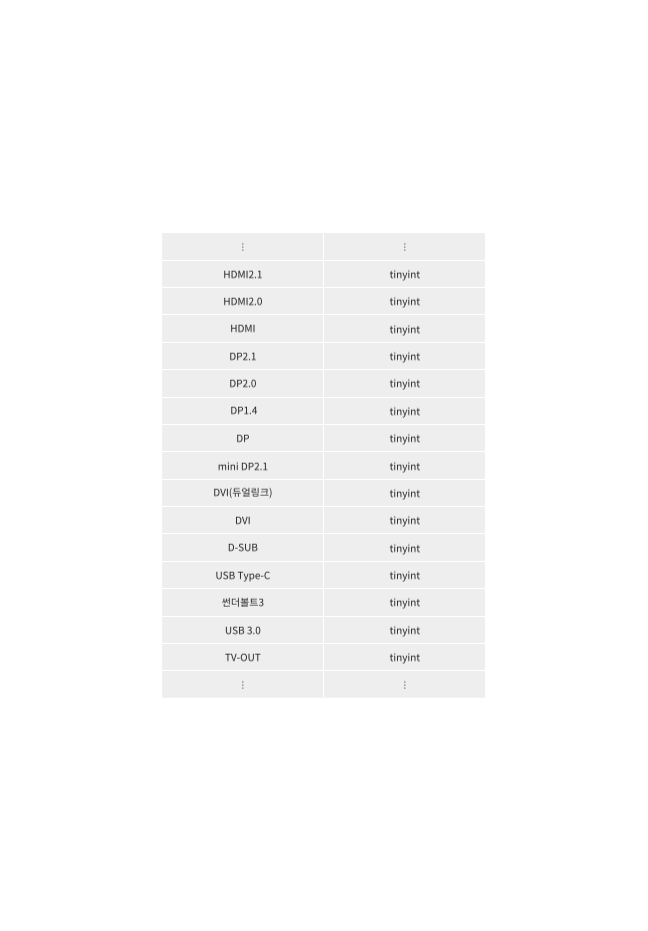 ⋮ ⋮
HDMI2.1 tinyint
HDMI2.0 tinyint
HDMI tinyint
DP2.1 tinyint
DP2.0 tinyint
DP1.4 tinyint
DP tinyint
mini DP2.1 tinyint
DVI(듀얼링크) tinyint
DVI tinyint
D-SUB tinyint
USB Type-C tinyint
썬더볼트3 tinyint
USB 3.0 tinyint
TV-OUT tinyint
⋮ ⋮